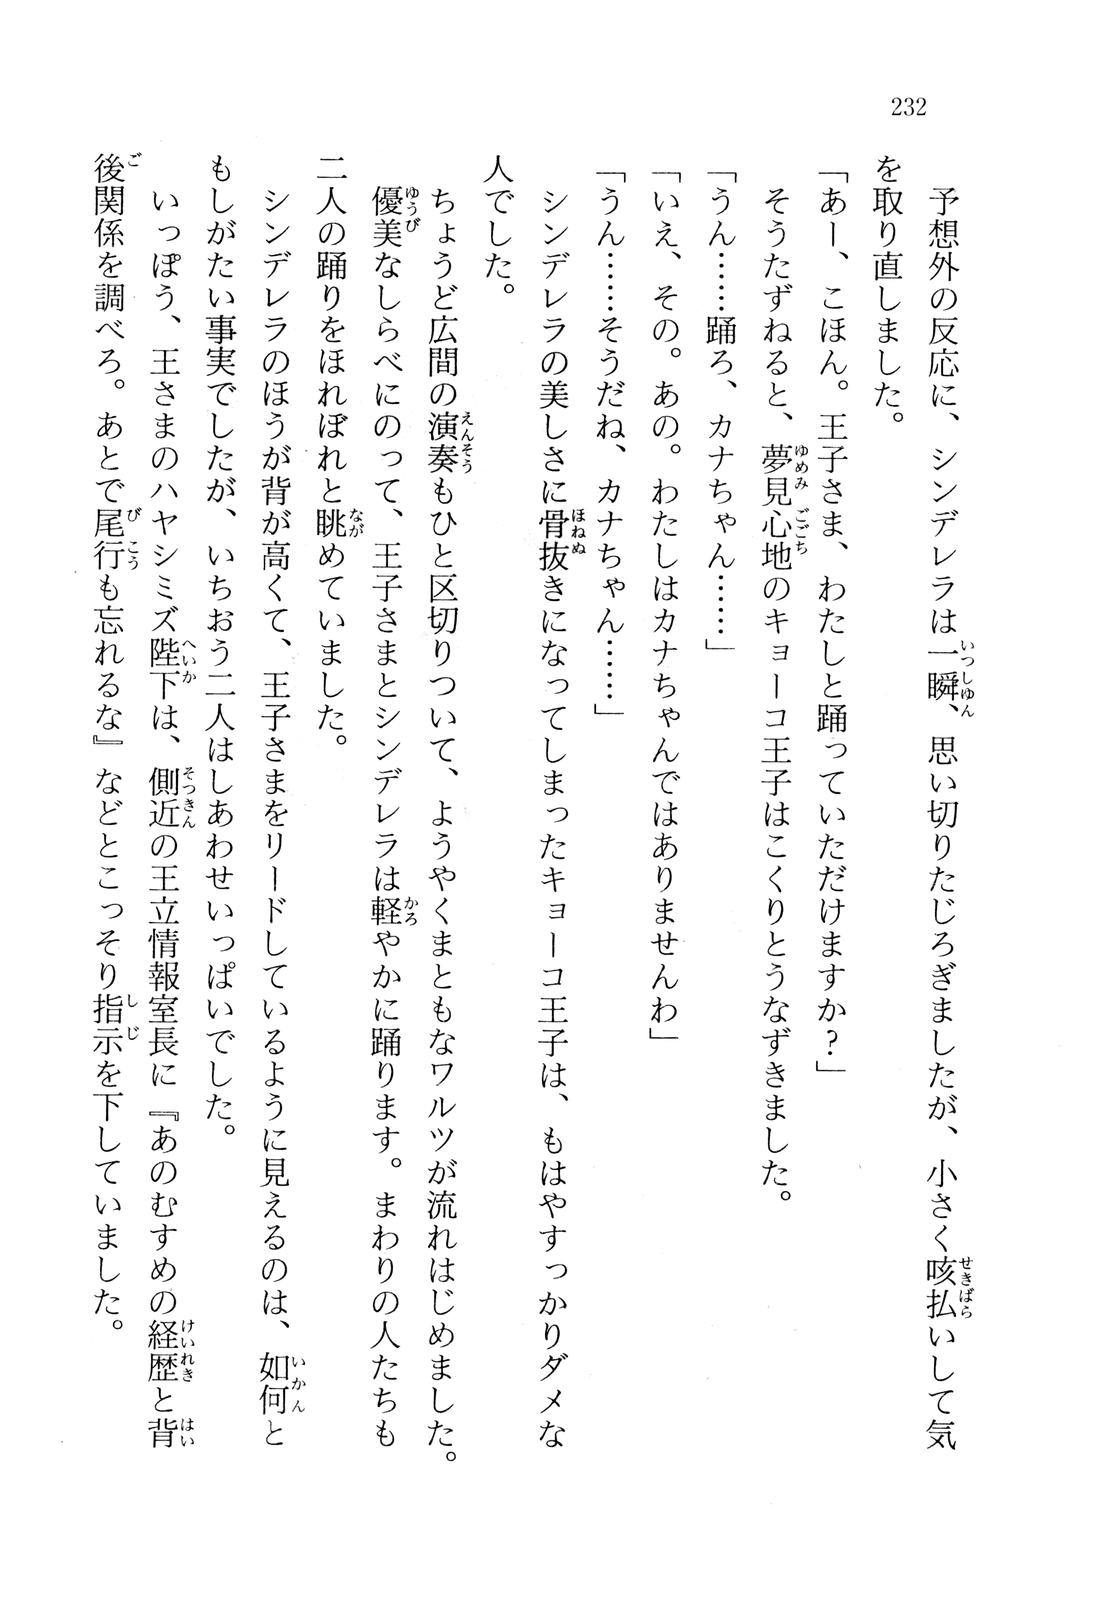 232
予想外の反応に、シンデレラは一瞬、思い切りたじろぎましたが、小さく咳払いして気
を取り直しました。
「あー、こほん。王子さま、わたしと踊っていただけますか？」
そうたずねると、夢見心地のキョーコ王子はこくりとうなずきました。
「うん……踊ろ、カナちゃん……」
「いえ、その。あの。わたしはカナちゃんではありませんわ」
「うん……そうだね、カナちゃん……」
シンデレラの美しさに骨抜きになってしまったキョーコ王子は、もはやすっかりダメな
人でした。
ちょうど広間の演奏もひと区切りついて、ようやくまともなワルツが流れはじめました。
優美なしらべにのって、王子さまとシンデレラは軽やかに踊ります。まわりの人たちも
二人の踊りをほれぼれと眺めていました。
シンデレラのほうが背が高くて、王子さまをリードしているように見えるのは、如何と
もしがたい事実でしたが、いちおう二人はしあわせいっぱいでした。
いっぽう、王さまのハヤシミズ陛下は、側近の王立情報室長に『あのむすめの経歴と背
後関係を調べろ。あとで尾行も忘れるな』などとこっそり指示を下していました。